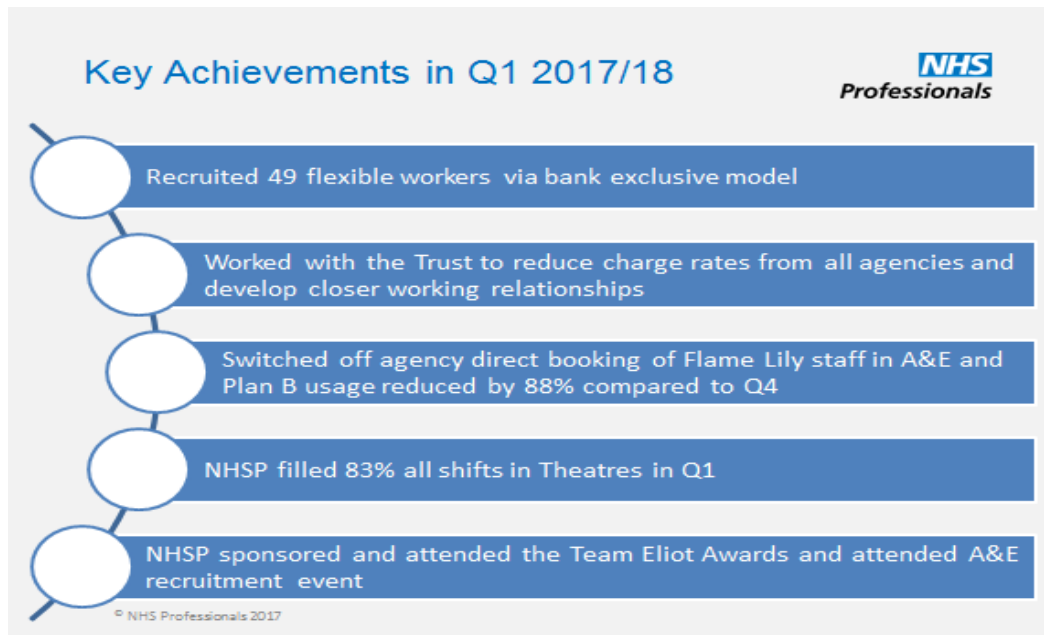 Key Achievements in Q1 2017/18
NHS
Professionals
Recruited 49 flexible workers via bank exclusive model
Worked with the Trust to reduce charge rates from all agencies and
develop closer working relationships
Switched off agency direct booking of Flame Lily staff in A&E and
Plan B usage reduced by 88% compared to Q4
NHSP filled 83% all shifts in Theatres in Q1
NHSP sponsored and attended the Team Eliot Awards and attended A&E
recruitment event
© NHS Professionals 2017